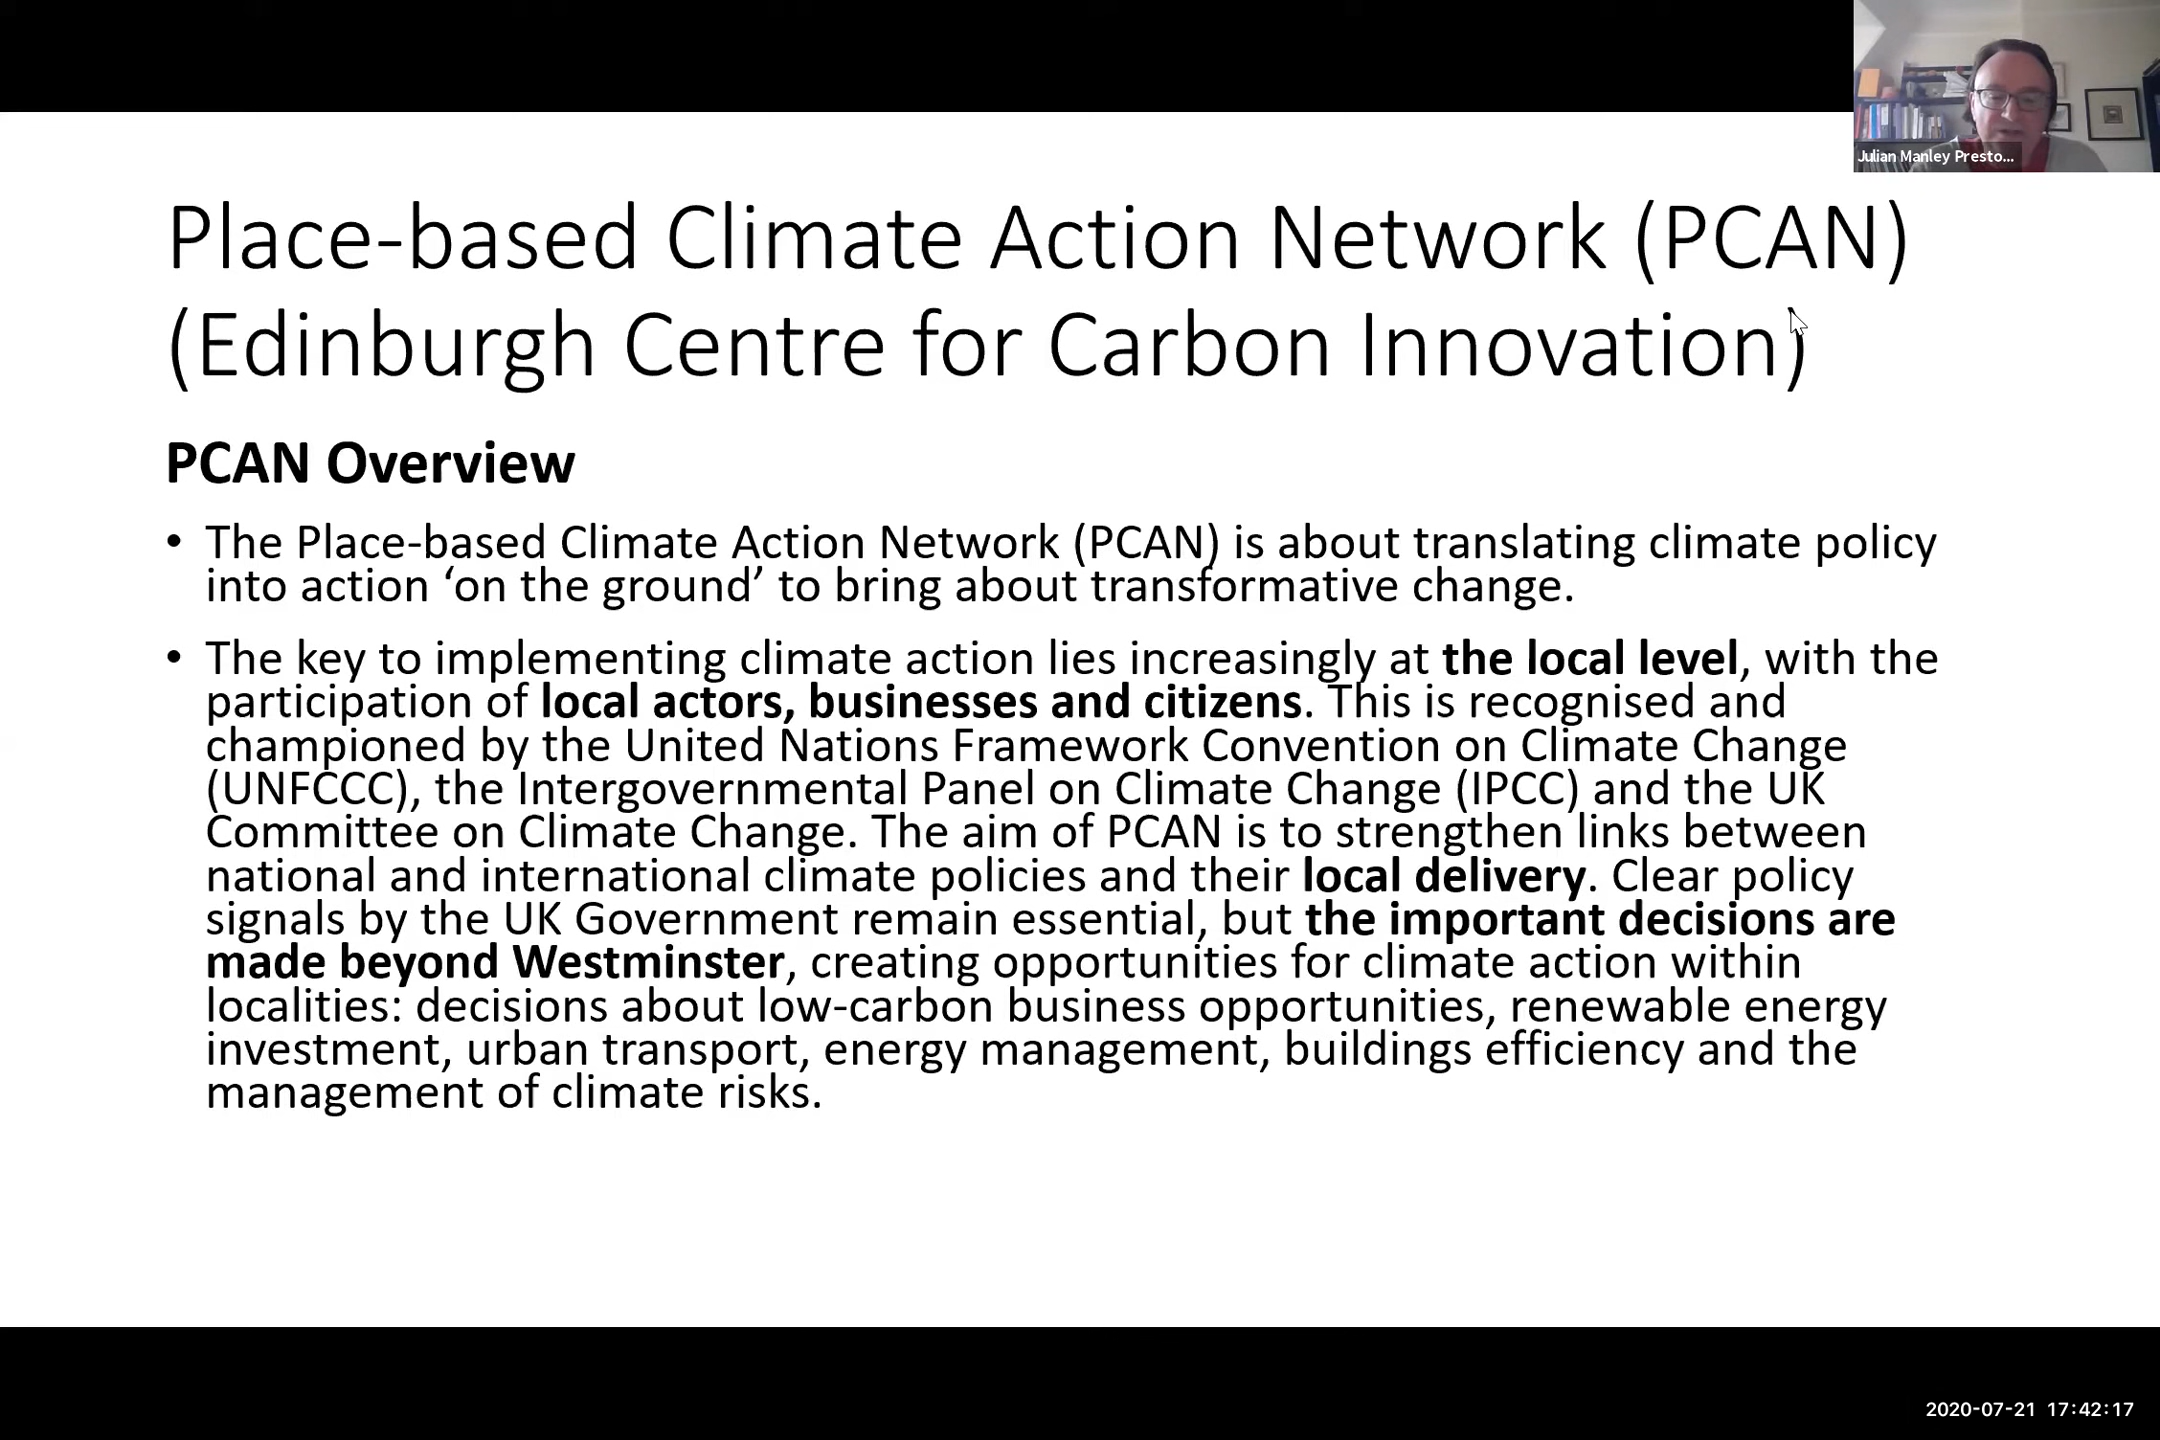 Julian Manley Presto...
Place-based Climate Action Network (PCAN)
(Edinburgh Centre for Carbon Innovation)
PCAN Overview
• The Place-based Climate Action Network (PCAN) is about translating climate policy
into action ‘on the ground’ to bring about transformative change.
• The key to implementing climate action lies increasingly at the local level, with the
participation of local actors, businesses and citizens. This is recognised and
championed by the United Nations Framework Convention on Climate Change
(UNFCCC), the Intergovernmental Panel on Climate Change (IPCC) and the UK
Committee on Climate Change. The aim of PCAN is to strengthen links between
national and international climate policies and their local delivery. Clear policy
signals by the UK Government remain essential, but the important decisions are
made beyond Westminster, creating opportunities for climate action within
localities: decisions about low-carbon business opportunities, renewable energy
investment, urban transport, energy management, buildings efficiency and the
management of climate risks.
2020-07-21 17:42:17